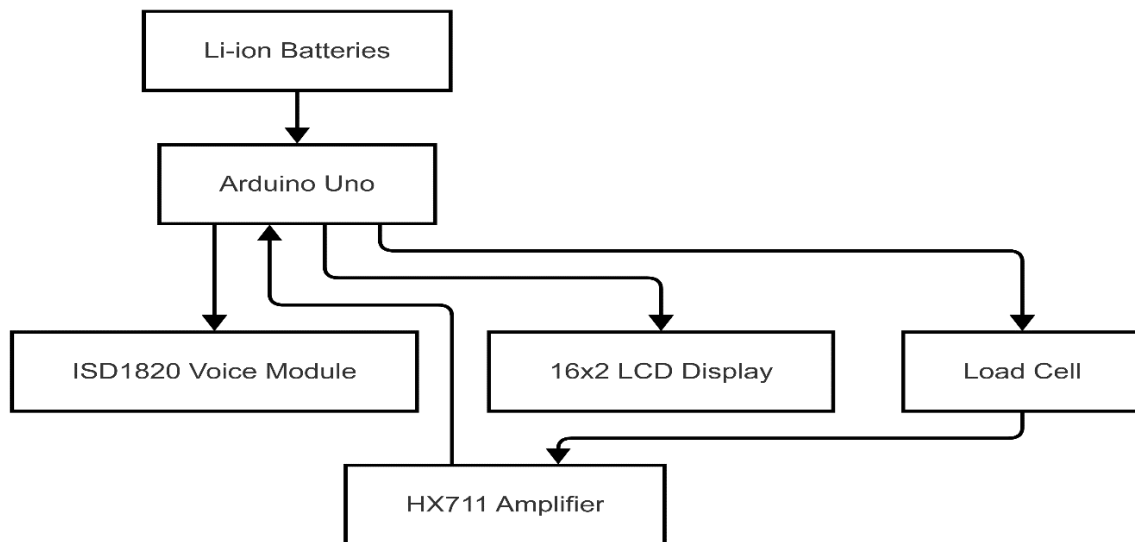 Li-ion Batteries
Arduino Uno
ISD1820 Voice Module
16x2 LCD Display
Load Cell
HX711 Amplifier